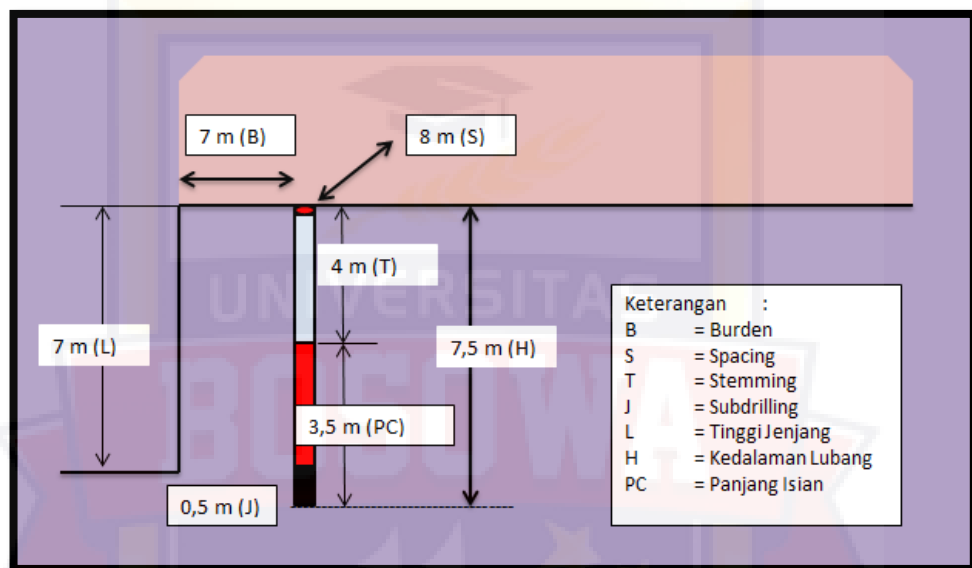 7 m (B)
8 m (S)
4 m (T)
7 m (L)
7,5 m (H)
3,5 m (PC)
0,5 m (J)
Keterangan :
B = Burden
S = Spacing
T = Stemming
J = Subdrilling
L = Tinggi Jenjang
H = Kedalaman Lubang
PC = Panjang Isian
UNIVERSITAS
BOSOWA